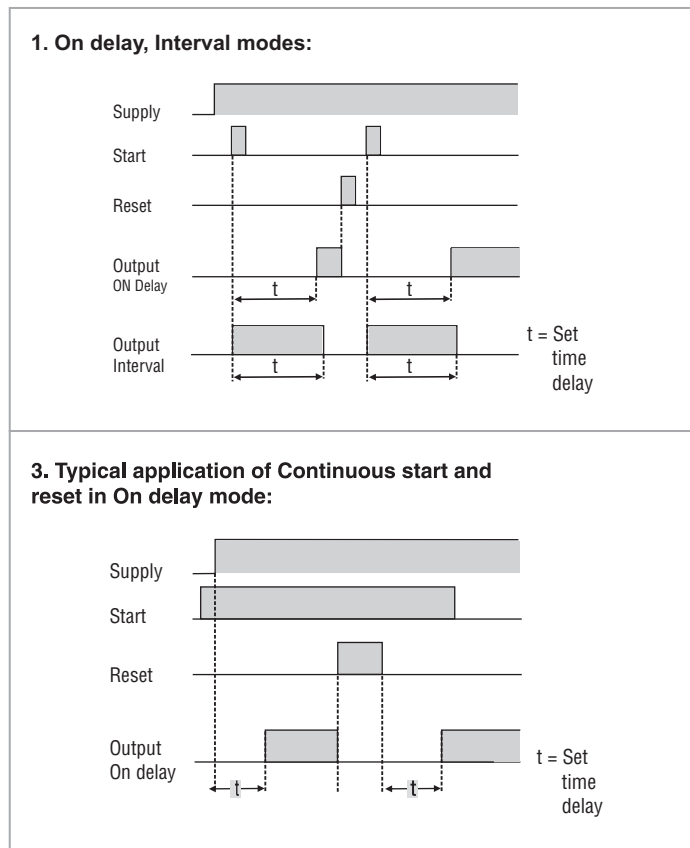 1. On delay, Interval modes:
Supply
Start
Reset
Output
ON Delay
t
t
Output
Interval
t
t
t = Set
time
delay
3. Typical application of Continuous start and
reset in On delay mode:
Supply
Start
Reset
Output
On delay
t
t
t = Set
time
delay